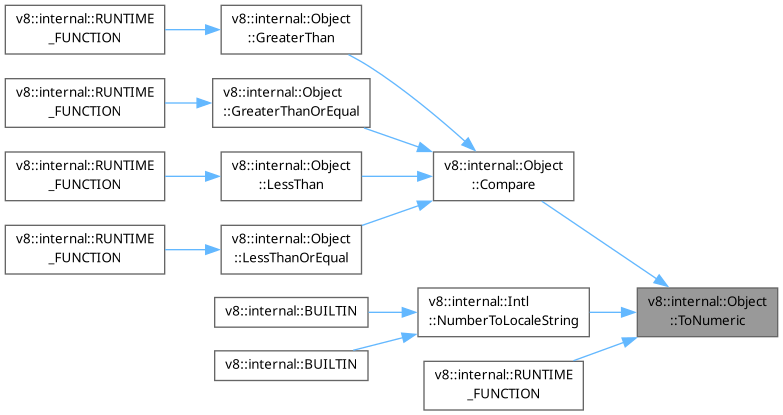 v8::internal::RUNTIME
_FUNCTION
v8::internal::Object
::GreaterThan
v8::internal::RUNTIME
_FUNCTION
v8::internal::Object
::GreaterThanOrEqual
v8::internal::RUNTIME
_FUNCTION
v8::internal::Object
::LessThan
v8::internal::Object
::Compare
v8::internal::RUNTIME
_FUNCTION
v8::internal::Object
::LessThanOrEqual
v8::internal::BUILTIN
v8::internal::Intl
::NumberToLocaleString
v8::internal::Object
::ToNumeric
v8::internal::BUILTIN
v8::internal::RUNTIME
_FUNCTION